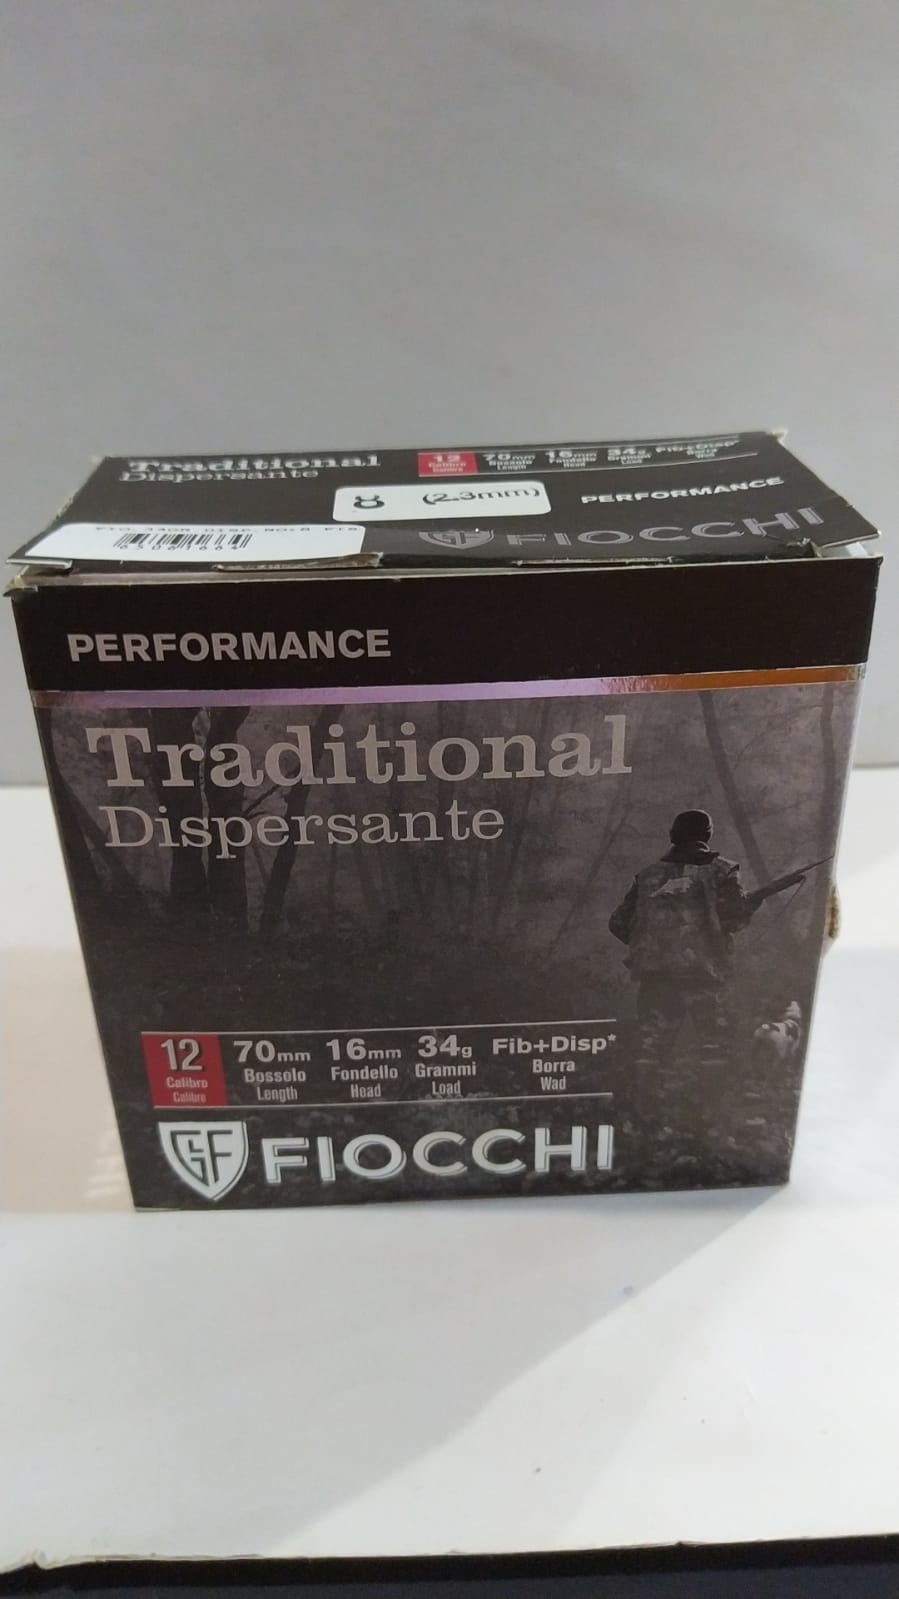 Traditional
Dispersante
12
Calibro
Calibre
70mm
Bossolo
Length
16mm
Fondello
Head
34g
Grammi
Load
Fib+Disp*
Borra
Wad
8 (2.3mm)
PERFORMANCE
GF FIOCCHI
PERFORMANCE
Traditional
Dispersante
12
Calibro
Calibre
70mm
Bossolo
Length
16mm
Fondello
Head
34g
Grammi
Load
Fib+Disp*
Borra
Wad
GF FIOCCHI